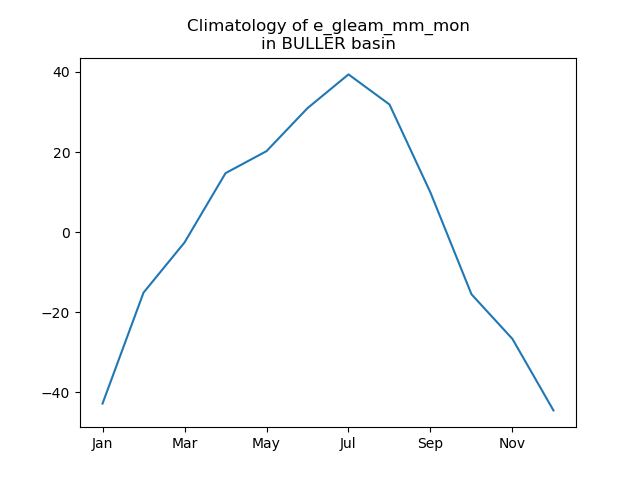 Climatology of e_gleam_mm_mon
in BULLER basin
40
20
0
−20
−40
Jan
Mar
May
Jul
Sep
Nov